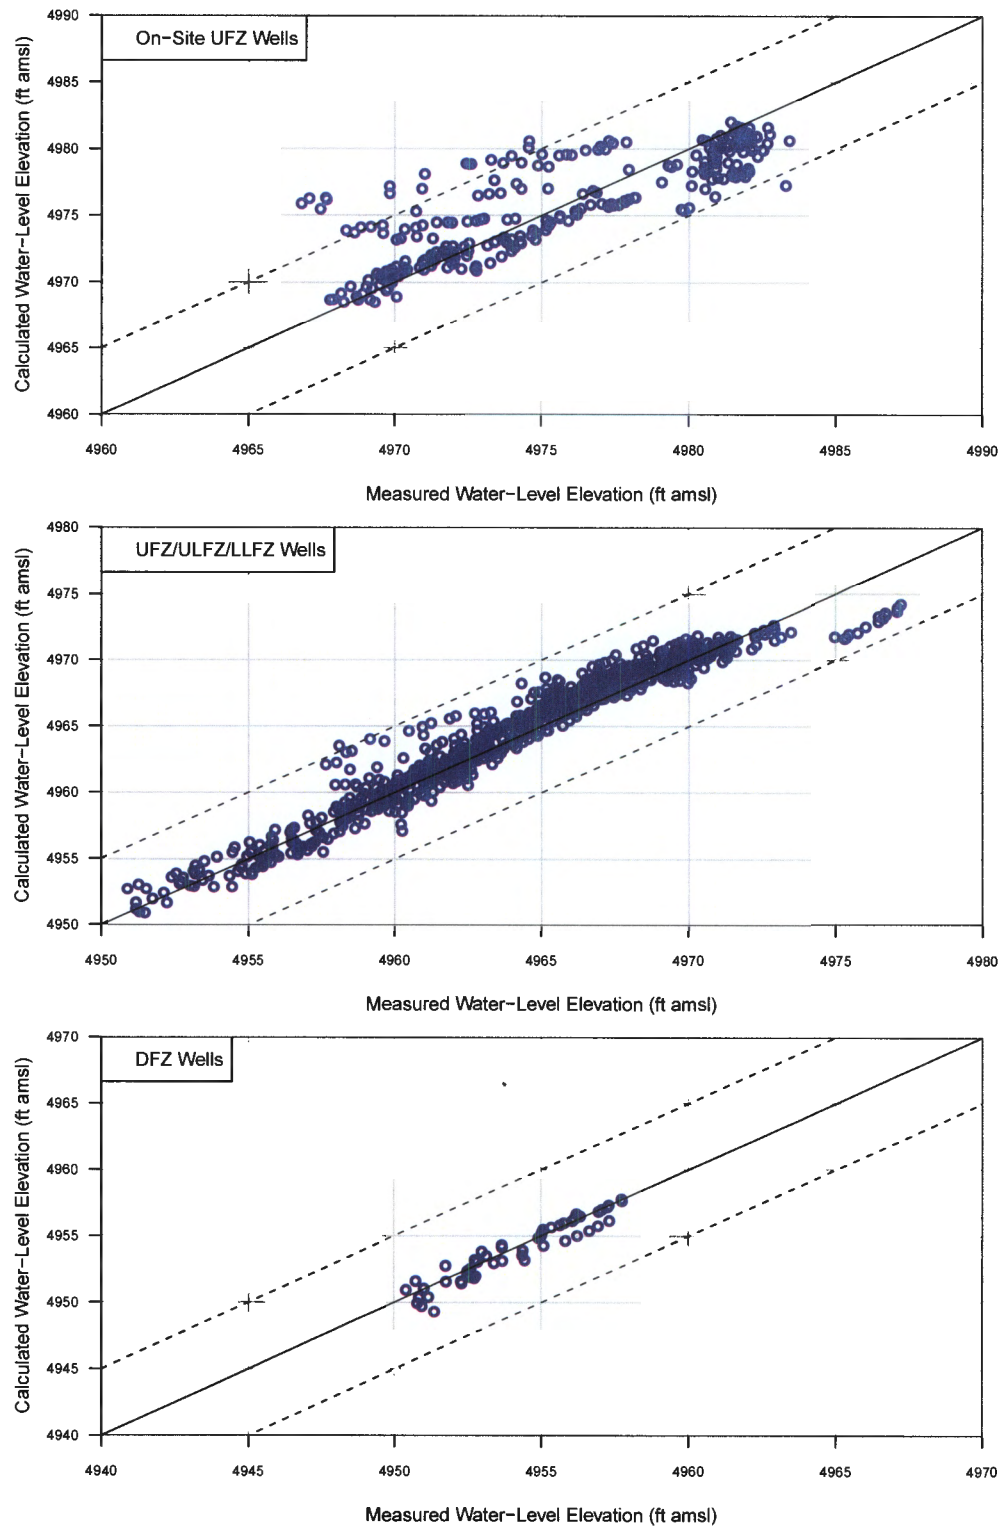 On-Site UFZ Wells
Calculated Water-Level Elevation (ft amsl)
4990
4985
4980
4975
4970
4965
4960
4960 4965 4970 4975 4980 4985 4990
Measured Water-Level Elevation (ft amsl)
UFZ/ULFZ/LLFZ Wells
Calculated Water-Level Elevation (ft amsl)
4980
4975
4970
4965
4960
4955
4950
4950 4955 4960 4965 4970 4975 4980
Measured Water-Level Elevation (ft amsl)
DFZ Wells
Calculated Water-Level Elevation (ft amsl)
4970
4965
4960
4955
4950
4945
4940
4940 4945 4950 4955 4960 4965 4970
Measured Water-Level Elevation (ft amsl)